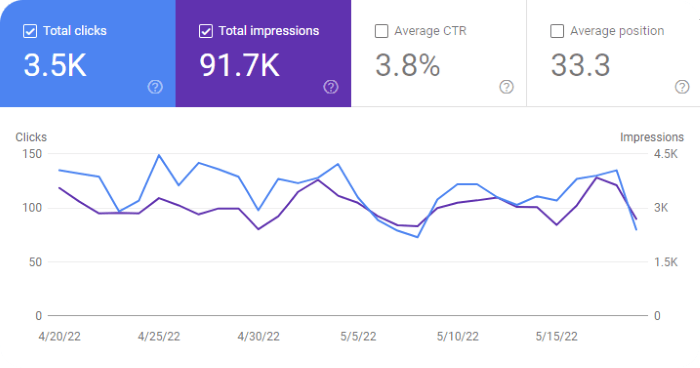 Total clicks
3.5K
Total impressions
91.7K
Average CTR
3.8%
Average position
33.3
Clicks
Impressions
150
4.5K
100
3K
50
1.5K
0
0
4/20/22
4/25/22
4/30/22
5/5/22
5/10/22
5/15/22